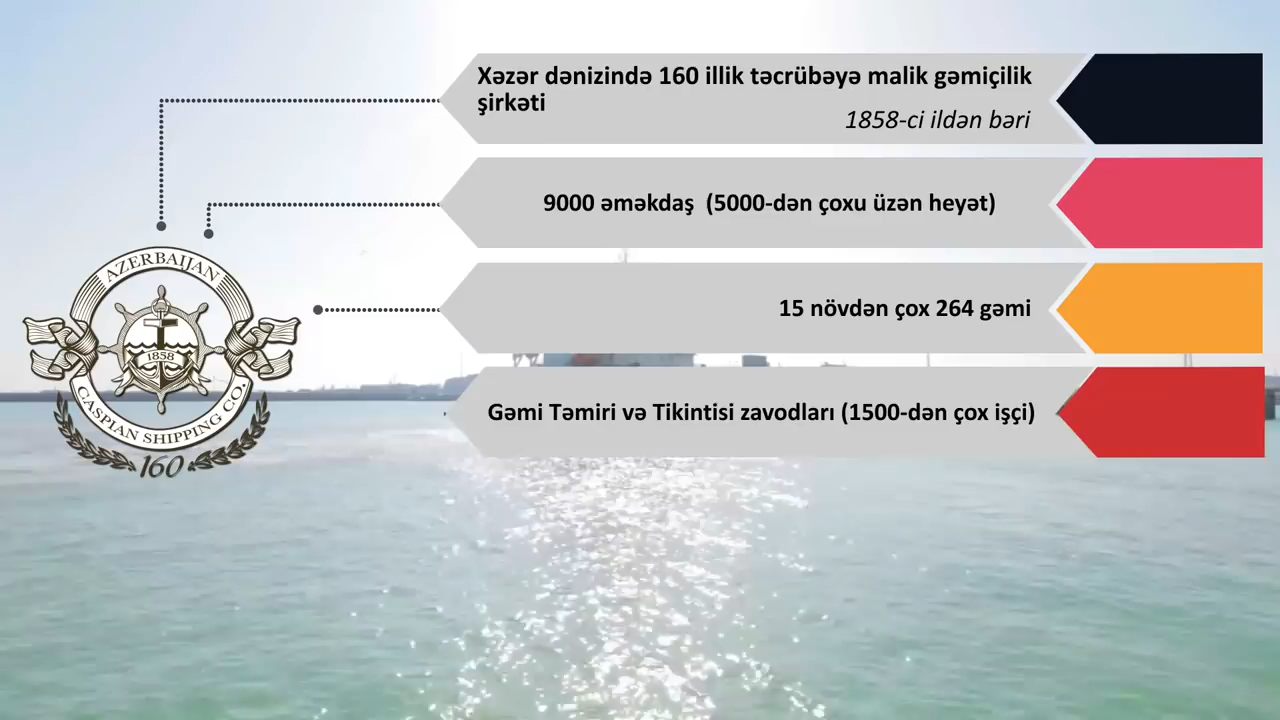 Xəzər dənizində 160 illik təcrübəyə malik gəmiçilik
şirkəti
1858-ci ildən bəri
9000 əməkdaş (5000-dən çoxu üzən heyət)
15 növdən çox 264 gəmi
Gəmi Təmiri və Tikintisi zavodları (1500-dən çox işçi)
AZERBAIJAN
1858
CASPIAN SHIPPING CO.
160